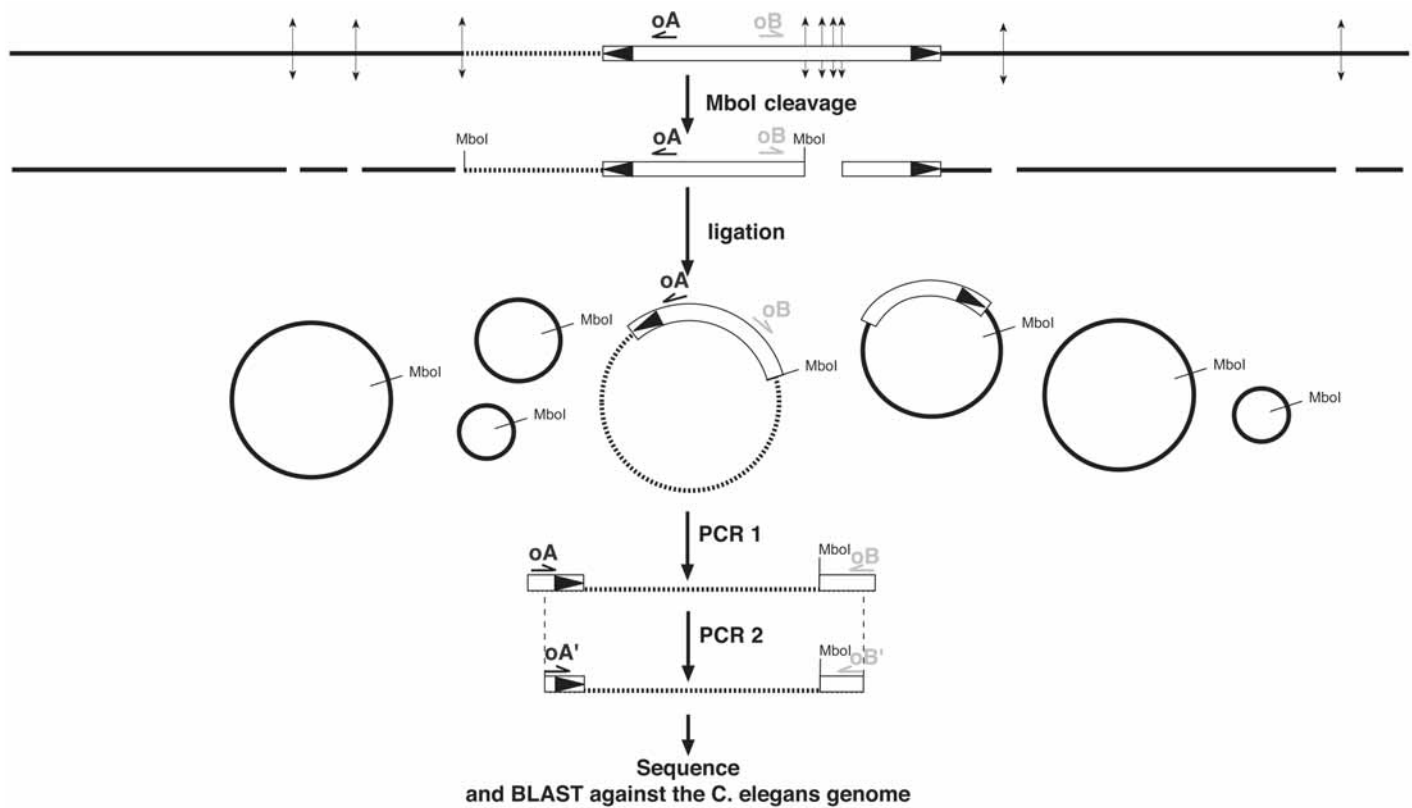 oA oB
MboI cleavage
MboI oA oB MboI
ligation
oA
oB
MboI
MboI
MboI
MboI
MboI
MboI
MboI
PCR 1
oA MboI oB
PCR 2
oA' MboI oB'
Sequence
and BLAST against the C. elegans genome